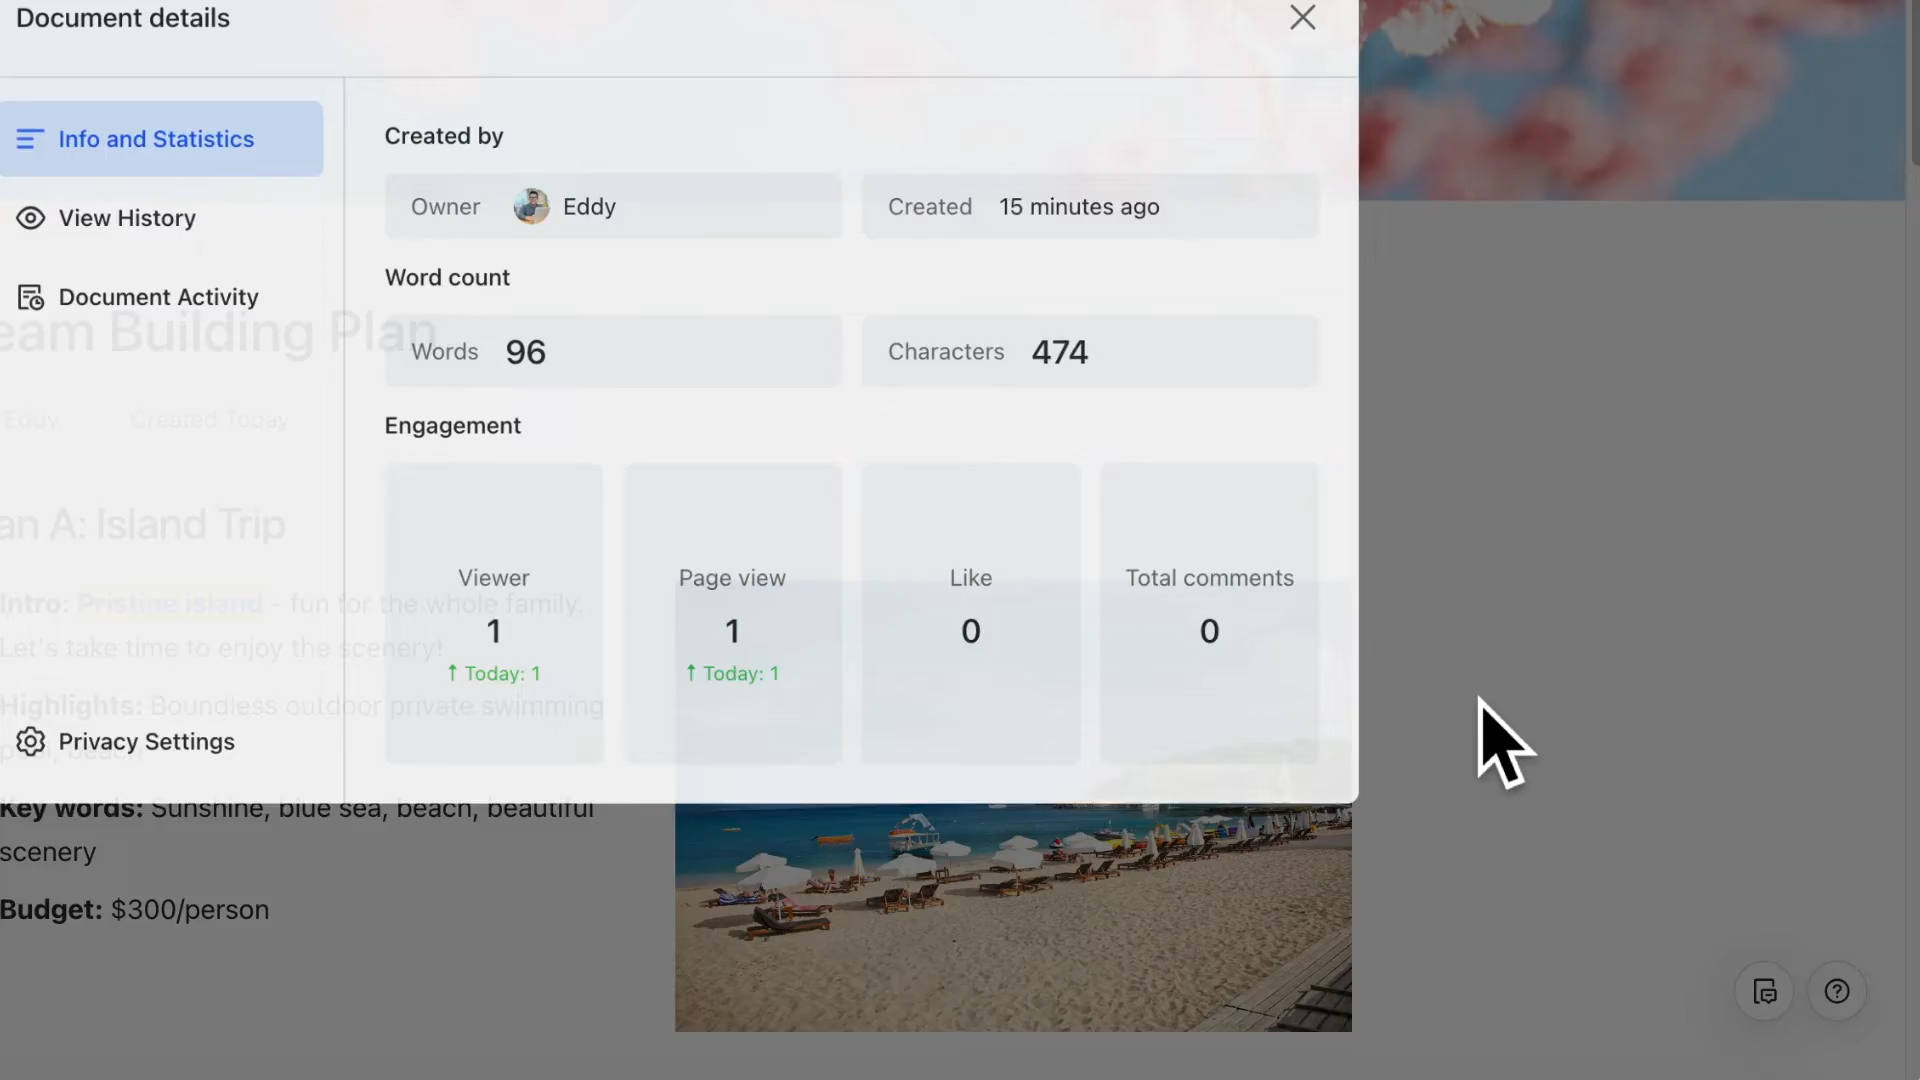 Document details
Info and Statistics
View History
Document Activity
Privacy Settings
Created by
Owner Eddy
Created 15 minutes ago
Word count
Words 96
Characters 474
Engagement
Viewer
1
↑ Today: 1
Page view
1
↑ Today: 1
Like
0
Total comments
0
eam Building Plan
Eddy Created Today
an A: Island Trip
Intro: Pristine island - fun for the whole family.
Let's take time to enjoy the scenery!
Highlights: Boundless outdoor private swimming
pool, beach
Key words: Sunshine, blue sea, beach, beautiful
scenery
Budget: $300/person